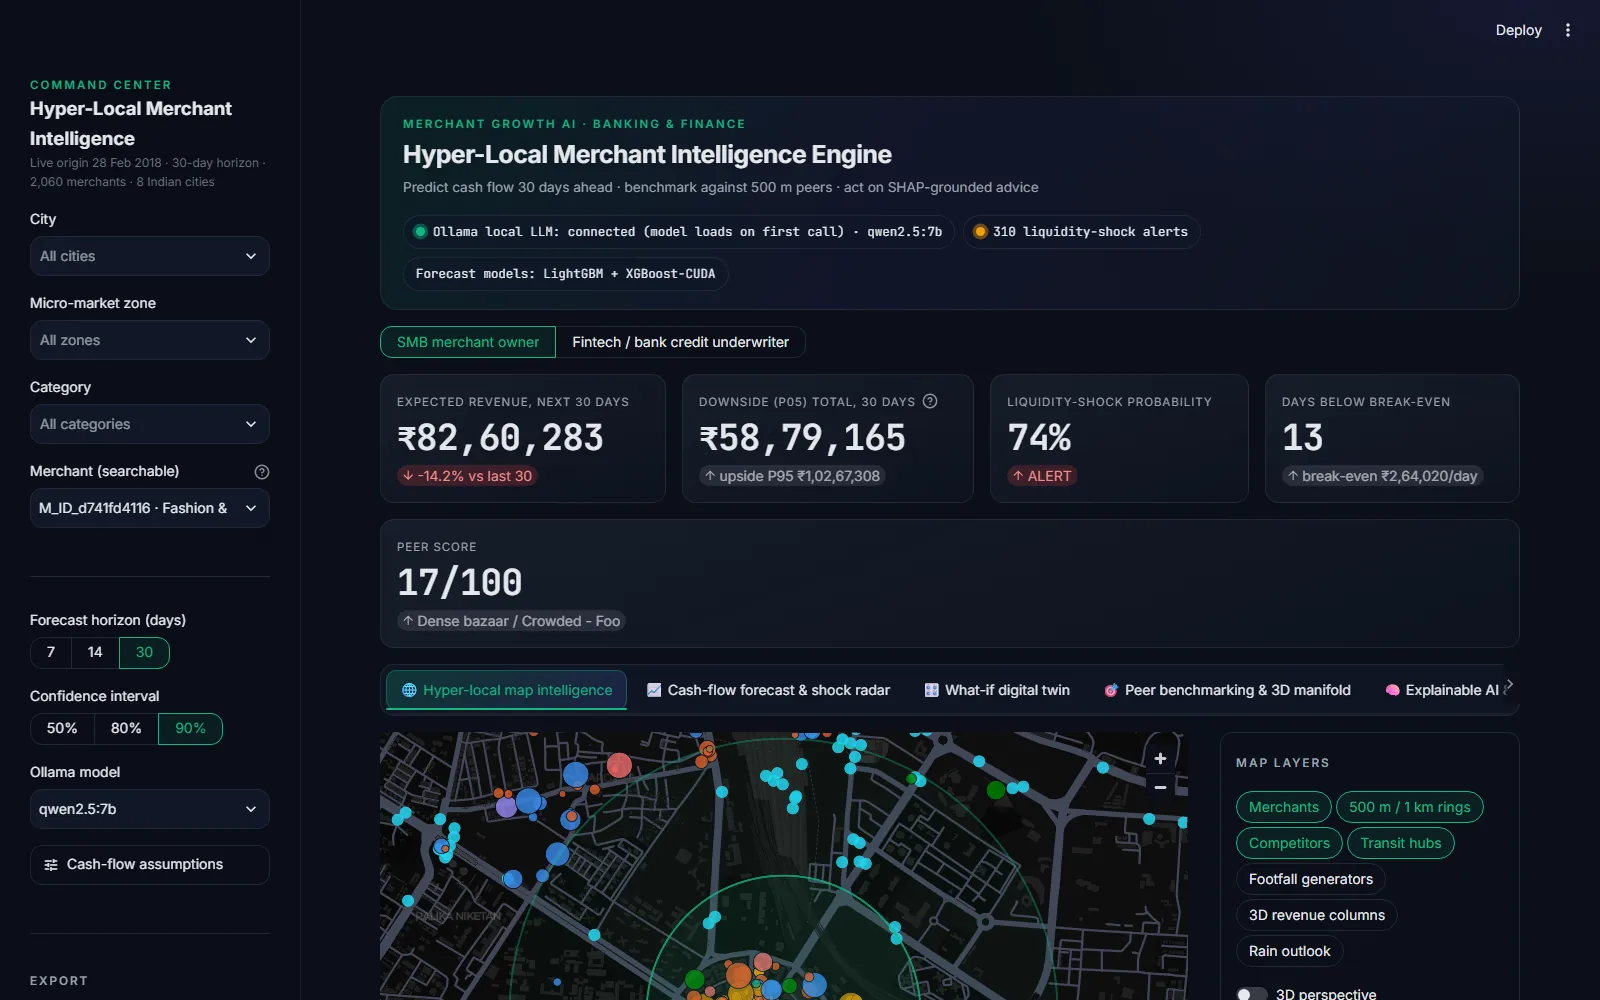 Deploy
COMMAND CENTER
Hyper-Local Merchant
Intelligence
Live origin 28 Feb 2018 · 30-day horizon ·
2,060 merchants · 8 Indian cities
City
All cities
Micro-market zone
All zones
Category
All categories
Merchant (searchable)
M_ID_d741fd4116 · Fashion &
Forecast horizon (days)
7 14 30
Confidence interval
50% 80% 90%
Ollama model
qwen2.5:7b
Cash-flow assumptions
EXPORT
MERCHANT GROWTH AI · BANKING & FINANCE
Hyper-Local Merchant Intelligence Engine
Predict cash flow 30 days ahead · benchmark against 500 m peers · act on SHAP-grounded advice
Ollama local LLM: connected (model loads on first call) · qwen2.5:7b
310 liquidity-shock alerts
Forecast models: LightGBM + XGBoost-CUDA
SMB merchant owner
Fintech / bank credit underwriter
EXPECTED REVENUE, NEXT 30 DAYS
₹82,60,283
↓ -14.2% vs last 30
DOWNSIDE (P05) TOTAL, 30 DAYS
₹58,79,165
↑ upside P95 ₹1,02,67,308
LIQUIDITY-SHOCK PROBABILITY
74%
↑ ALERT
DAYS BELOW BREAK-EVEN
13
↑ break-even ₹2,64,020/day
PEER SCORE
17/100
↑ Dense bazaar / Crowded - Foo
Hyper-local map intelligence
Cash-flow forecast & shock radar
What-if digital twin
Peer benchmarking & 3D manifold
Explainable AI &
PALIKA NIKETAN
+
−
MAP LAYERS
Merchants
500 m / 1 km rings
Competitors
Transit hubs
Footfall generators
3D revenue columns
Rain outlook
3D perspective